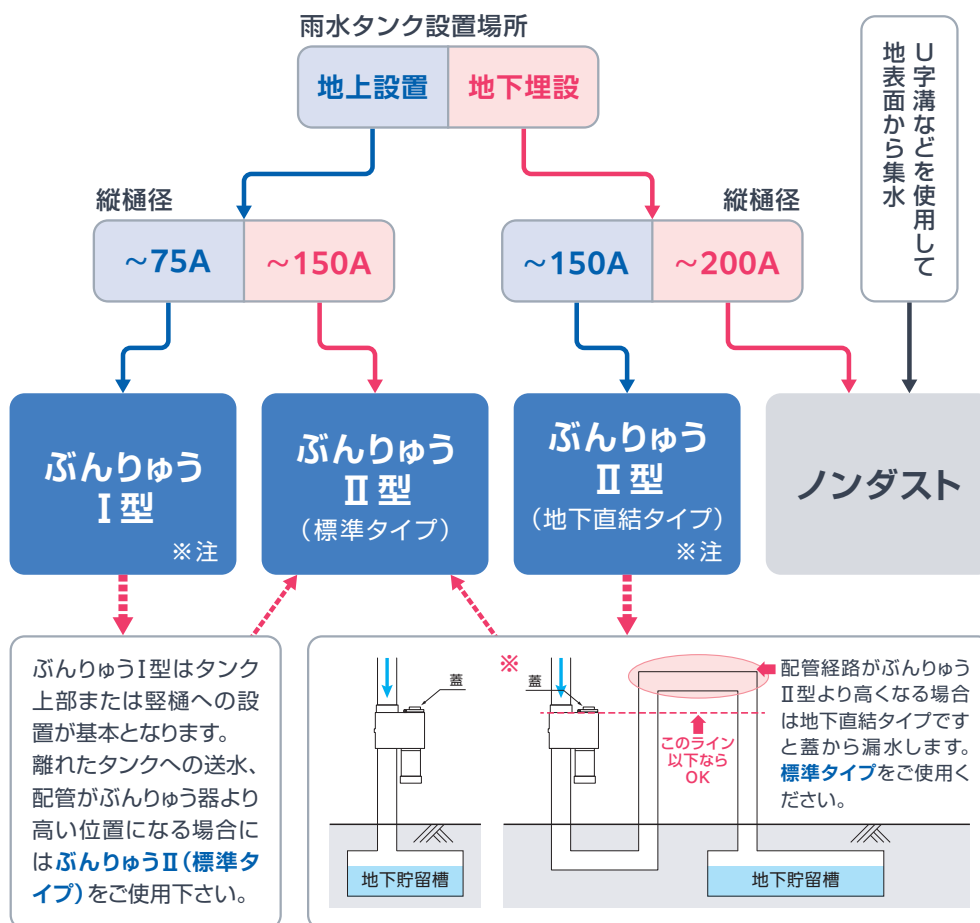 雨水タンク設置場所
地上設置
地下埋設
U字溝などを使用して
地表面から集水
縦樋径
～75A
～150A
縦樋径
～150A
～200A
ぶんりゅう
Ⅰ型
※注
ぶんりゅう
Ⅱ型
（標準タイプ）
ぶんりゅう
Ⅱ型
（地下直結タイプ）
※注
ノンダスト
ぶんりゅうⅠ型はタンク
上部または竪樋への設
置が基本となります。
離れたタンクへの送水、
配管がぶんりゅう器より
高い位置になる場合に
はぶんりゅうⅡ（標準タ
イプ）をご使用下さい。
蓋
地下貯留槽
※
蓋
このライン
以下なら
OK
配管経路がぶんりゅう
Ⅱ型より高くなる場合
は地下直結タイプです
と蓋から漏水します。
標準タイプをご使用く
ださい。
地下貯留槽